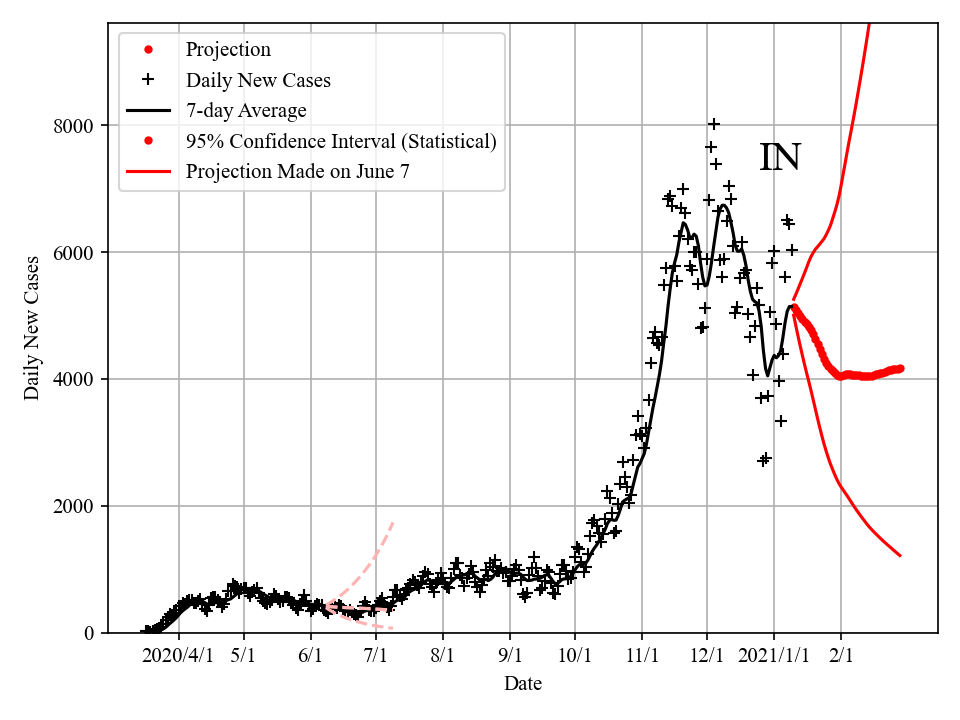 Projection
Daily New Cases
7-day Average
95% Confidence Interval (Statistical)
Projection Made on June 7
IN
8000
6000
4000
2000
0
Daily New Cases
2020/4/1 5/1 6/1 7/1 8/1 9/1 10/1 11/1 12/1 2021/1/1 2/1
Date